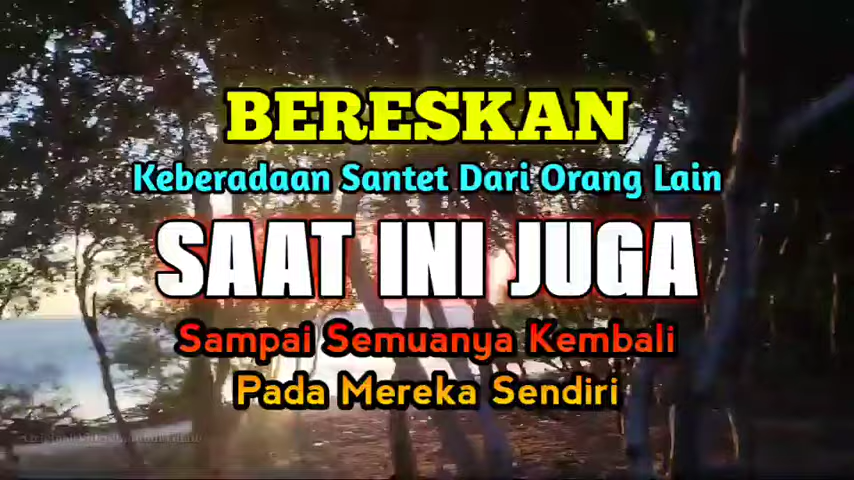 BERESKAN
Keberadaan Santet Dari Orang Lain
SAAT INI JUGA
Sampai Semuanya Kembali
Pada Mereka Sendiri